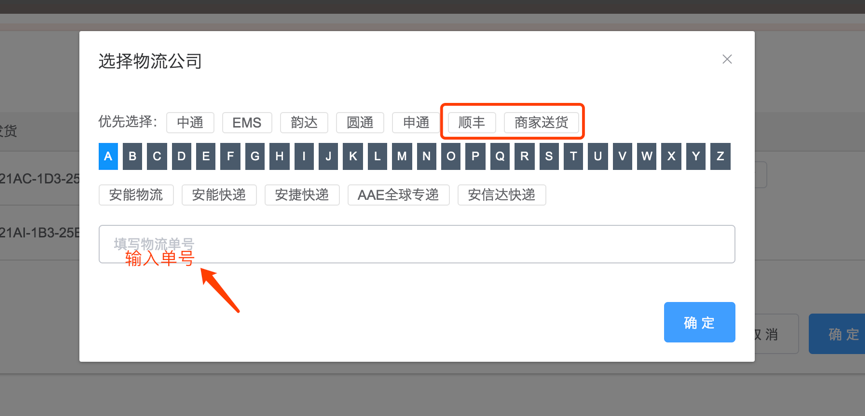 选择物流公司
优先选择： 中通 EMS 韵达 圆通 申通 顺丰 商家送货
发货
A B C D E F G H I J K L M N O P Q R S T U V W X Y Z
21AC-1D3-25
安能物流 安能快递 安捷快递 AAE全球专递 安信达快递
21AI-1B3-25E
填写物流单号
输入单号
确 定
取 消 确 定